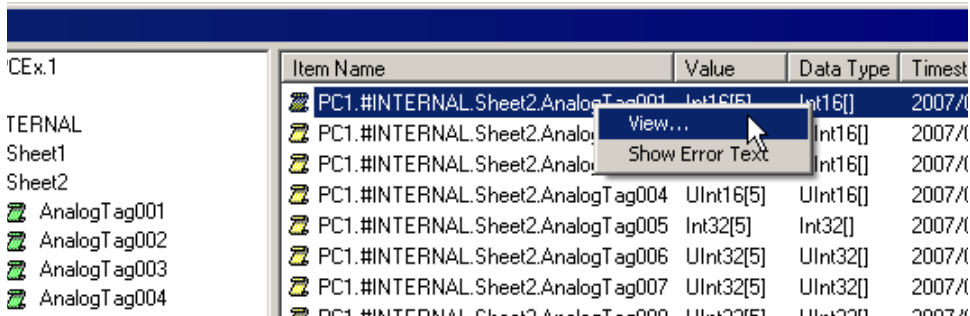 CEx.1
TERNAL
Sheet1
Sheet2
AnalogTag001
AnalogTag002
AnalogTag003
AnalogTag004
Item Name Value Data Type Timest
PC1.#INTERNAL.Sheet2.AnalogTag001 Int16[5] Int16[] 2007/0
PC1.#INTERNAL.Sheet2.Analo Int16[] 2007/0
PC1.#INTERNAL.Sheet2.Analo Int16[] 2007/0
PC1.#INTERNAL.Sheet2.AnalogTag004 UInt16[5] UInt16[] 2007/0
PC1.#INTERNAL.Sheet2.AnalogTag005 Int32[5] Int32[] 2007/0
PC1.#INTERNAL.Sheet2.AnalogTag006 UInt32[5] UInt32[] 2007/0
PC1.#INTERNAL.Sheet2.AnalogTag007 UInt32[5] UInt32[] 2007/0
View...
Show Error Text